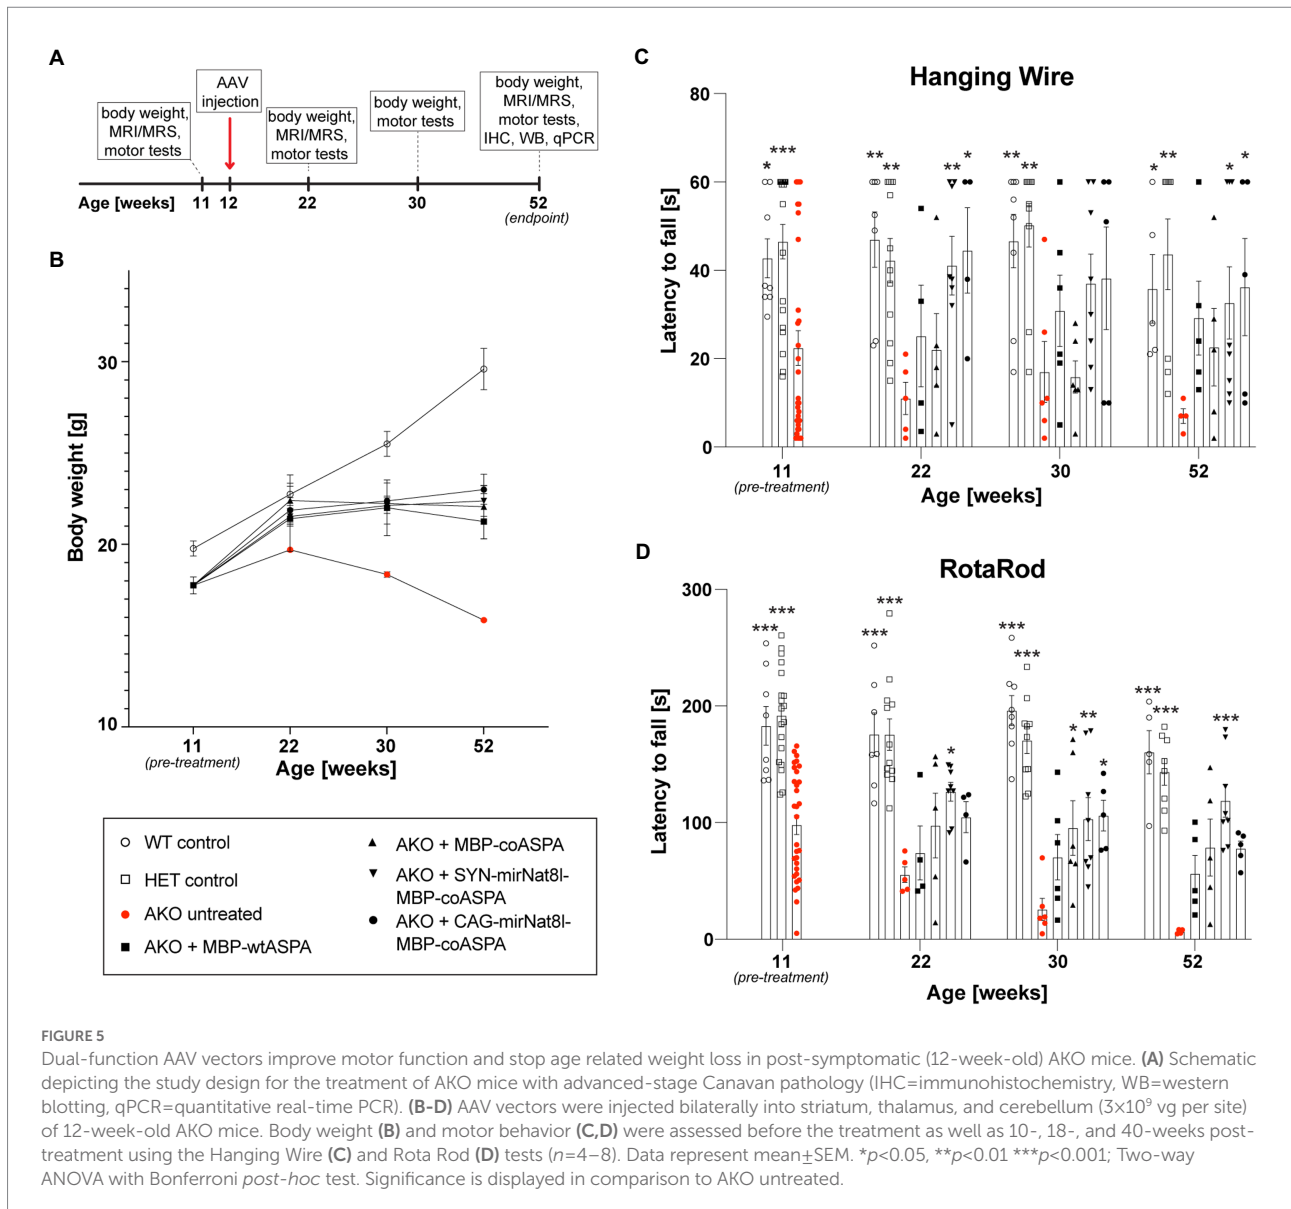 A
AAV
injection
body weight,
MRI/MRS,
motor tests
body weight,
MRI/MRS,
motor tests
body weight,
motor tests
body weight,
MRI/MRS,
motor tests,
IHC, WB, qPCR
Age [weeks] 11 12 22 30 52
(endpoint)
B
Body weight [g]
30
20
10
11 22 30 52
(pre-treatment)
Age [weeks]
WT control
HET control
AKO untreated
AKO + MBP-wtASPA
AKO + MBP-coASPA
AKO + SYN-mirNat8l-
MBP-coASPA
AKO + CAG-mirNat8l-
MBP-coASPA
C
Hanging Wire
Latency to fall [s]
80
60
40
20
0
* *** ** ** ** * ** ** * ** * *
11 22 30 52
(pre-treatment)
Age [weeks]
D
RotaRod
Latency to fall [s]
300
200
100
0
*** *** *** *** * *** *** * ** * *** *** ***
11 22 30 52
(pre-treatment)
Age [weeks]
FIGURE 5
Dual-function AAV vectors improve motor function and stop age related weight loss in post-symptomatic (12-week-old) AKO mice. (A) Schematic
depicting the study design for the treatment of AKO mice with advanced-stage Canavan pathology (IHC=immunohistochemistry, WB=western
blotting, qPCR=quantitative real-time PCR). (B-D) AAV vectors were injected bilaterally into striatum, thalamus, and cerebellum (3×10⁹ vg per site)
of 12-week-old AKO mice. Body weight (B) and motor behavior (C,D) were assessed before the treatment as well as 10-, 18-, and 40-weeks post-
treatment using the Hanging Wire (C) and Rota Rod (D) tests (n=4–8). Data represent mean±SEM. *p<0.05, **p<0.01 ***p<0.001; Two-way
ANOVA with Bonferroni post-hoc test. Significance is displayed in comparison to AKO untreated.